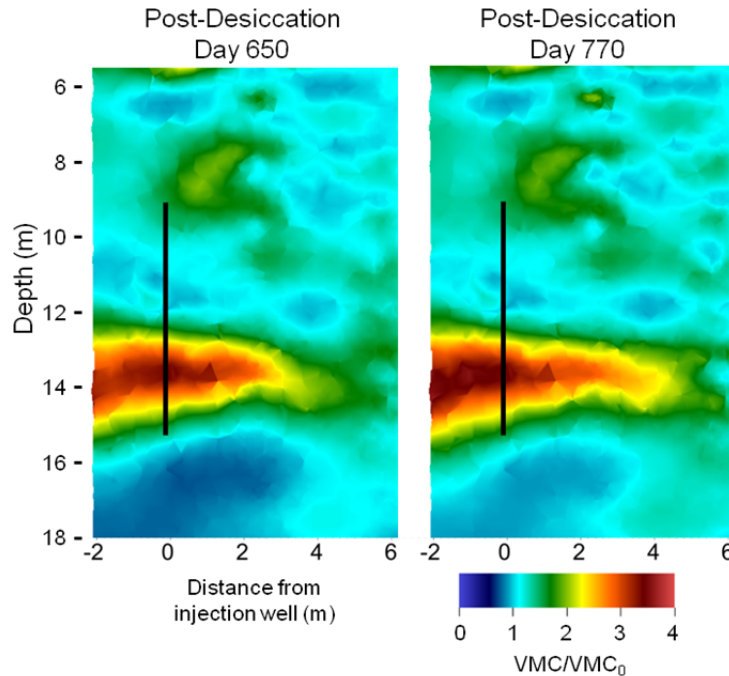 Post-Desiccation
Day 650
Post-Desiccation
Day 770
Depth (m)
6
8
10
12
14
16
18
-2 0 2 4 6
-2 0 2 4 6
Distance from
injection well (m)
0 1 2 3 4
VMC/VMC₀